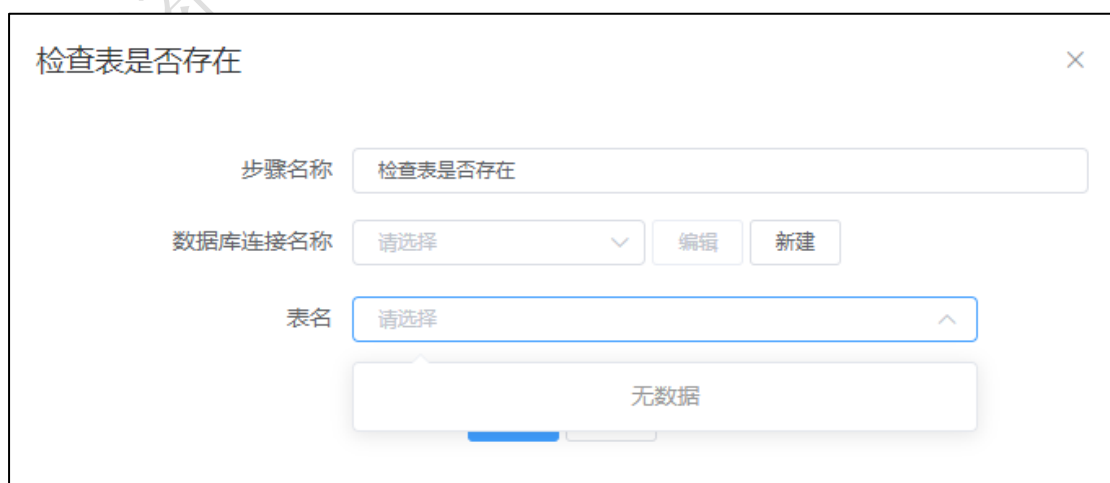 检查表是否存在
步骤名称 检查表是否存在
数据库连接名称 请选择 编辑 新建
表名 请选择
无数据